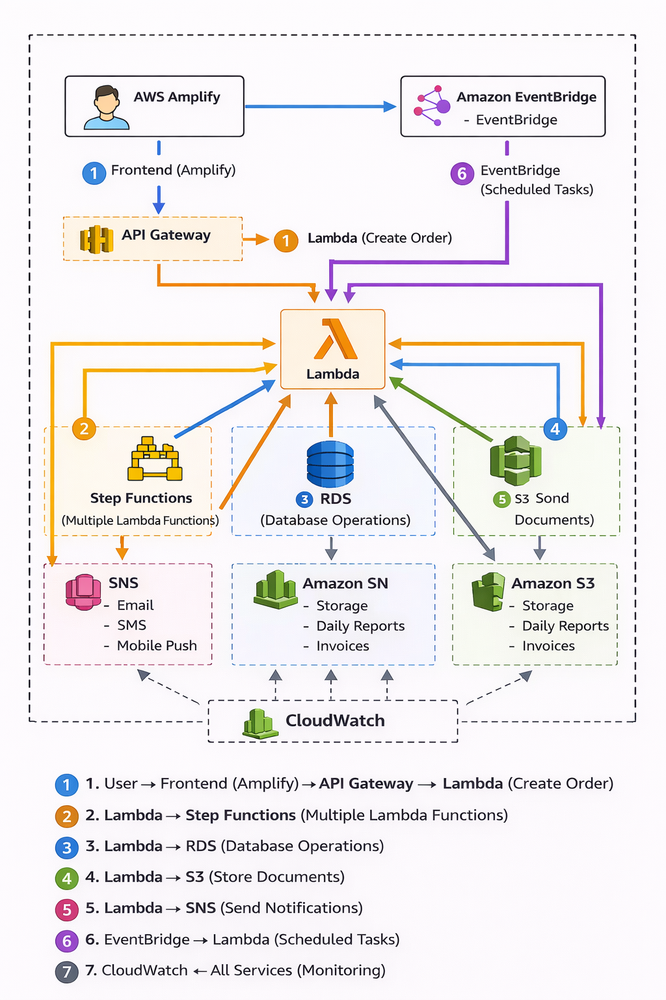 AWS Amplify
Amazon EventBridge
- EventBridge
1 Frontend (Amplify)
6 EventBridge
(Scheduled Tasks)
API Gateway
1 Lambda (Create Order)
Lambda
2
4
Step Functions
(Multiple Lambda Functions)
3 RDS
(Database Operations)
5 S3 Sond
Documents)
SNS
- Email
- SMS
- Mobile Push
Amazon SN
- Storage
- Daily Reports
- Invoices
Amazon S3
- Storage
- Daily Reports
- Invoices
CloudWatch
1 1. User → Frontend (Amplify) → API Gateway → Lambda (Create Order)
2 2. Lambda → Step Functions (Multiple Lambda Functions)
3 3. Lambda → RDS (Database Operations)
4 4. Lambda → S3 (Store Documents)
5 5. Lambda → SNS (Send Notifications)
6 6. EventBridge → Lambda (Scheduled Tasks)
7 7. CloudWatch ← All Services (Monitoring)